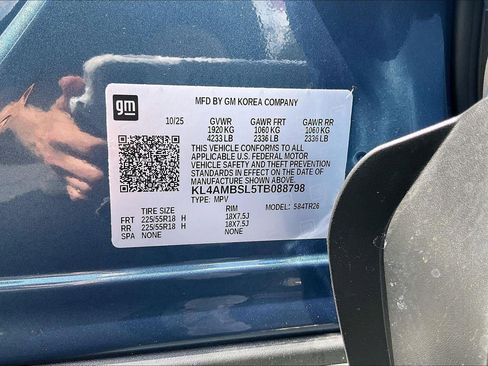 gm
MFD BY GM KOREA COMPANY
10/25 GVWR GAWR FRT GAWR RR
1920 KG 1060 KG 1060 KG
4233 LB 2336 LB 2336 LB
THIS VEHICLE CONFORMS TO ALL
APPLICABLE U.S. FEDERAL MOTOR
VEHICLE SAFETY AND THEFT PREVENTION
STANDARDS IN EFFECT ON THE DATE OF
MANUFACTURE SHOWN ABOVE.
KL4AMBSL5TB088798
TYPE: MPV MODEL: 584TR26
TIRE SIZE RIM
FRT 225/55R18 H 18X7.5J
RR 225/55R18 H 18X7.5J
SPA NONE NONE